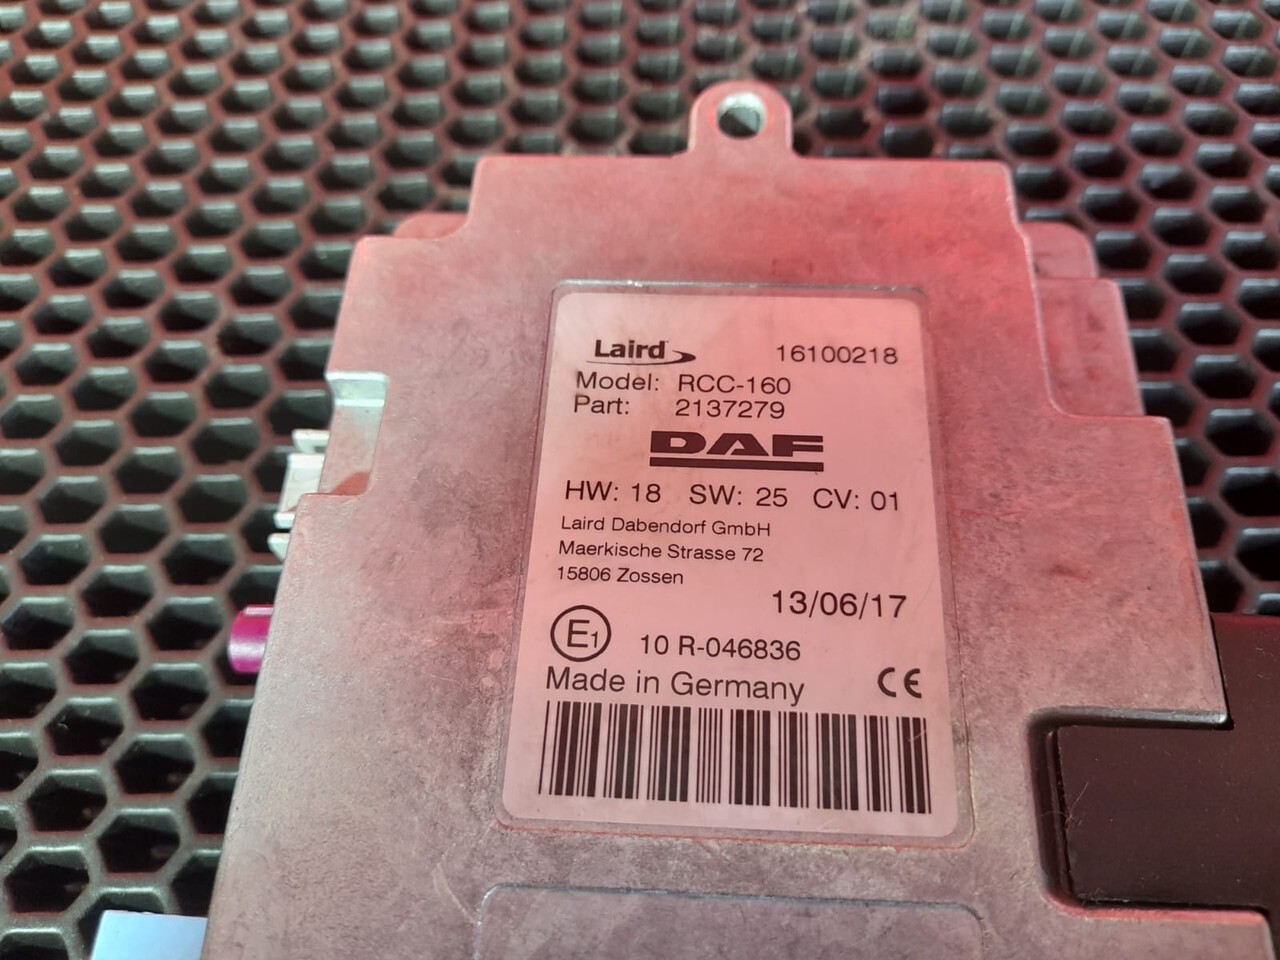 Laird 16100218
Model: RCC-160
Part: 2137279
DAF
HW: 18 SW: 25 CV: 01
Laird Dabendorf GmbH
Maerkische Strasse 72
15806 Zossen
13/06/17
E1 10 R-046836
Made in Germany CE